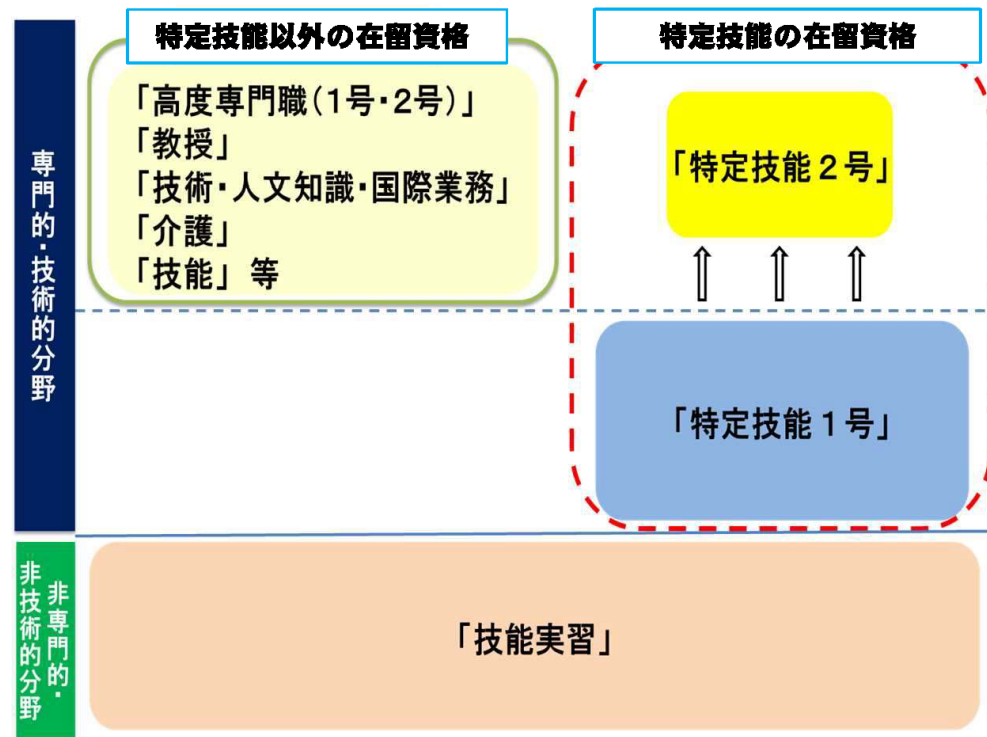 特定技能以外の在留資格
特定技能の在留資格
専門的・技術的分野
「高度専門職(1号・2号)」
「教授」
「技術・人文知識・国際業務」
「介護」
「技能」 等
「特定技能２号」
「特定技能１号」
非専門的・
非技術的分野
「技能実習」